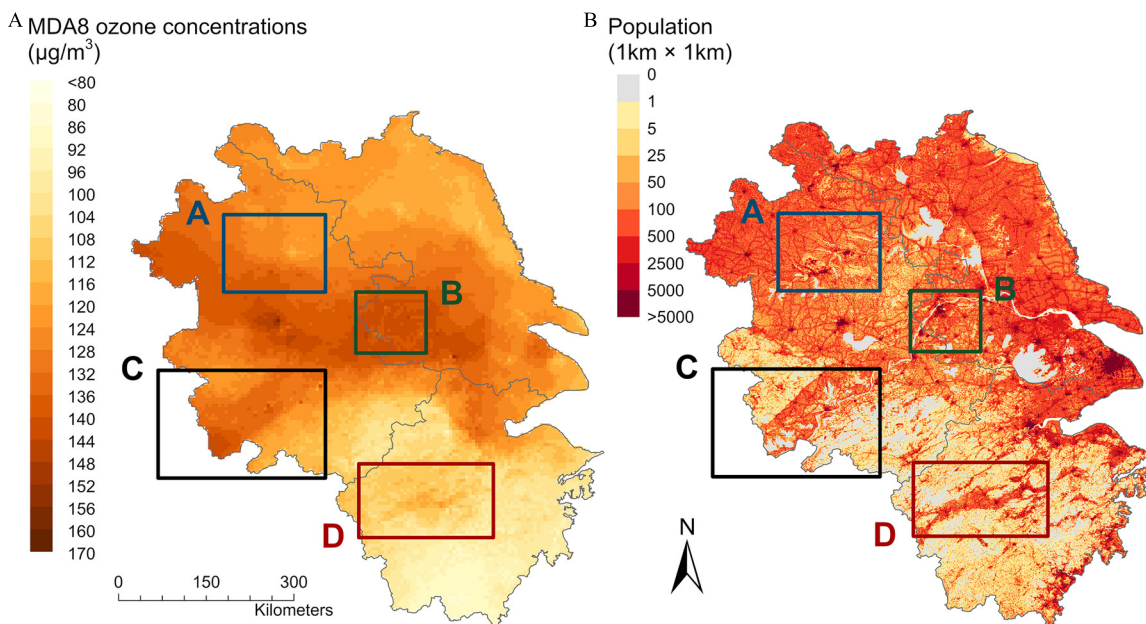 A MDA8 ozone concentrations
(µg/m³)
<80
80
86
92
96
100
104
108
112
116
120
124
128
132
136
140
144
148
152
156
160
170
A
B
C
D
0 150 300
Kilometers
B Population
(1km × 1km)
0
1
5
25
50
100
500
2500
5000
>5000
A
B
C
D
N